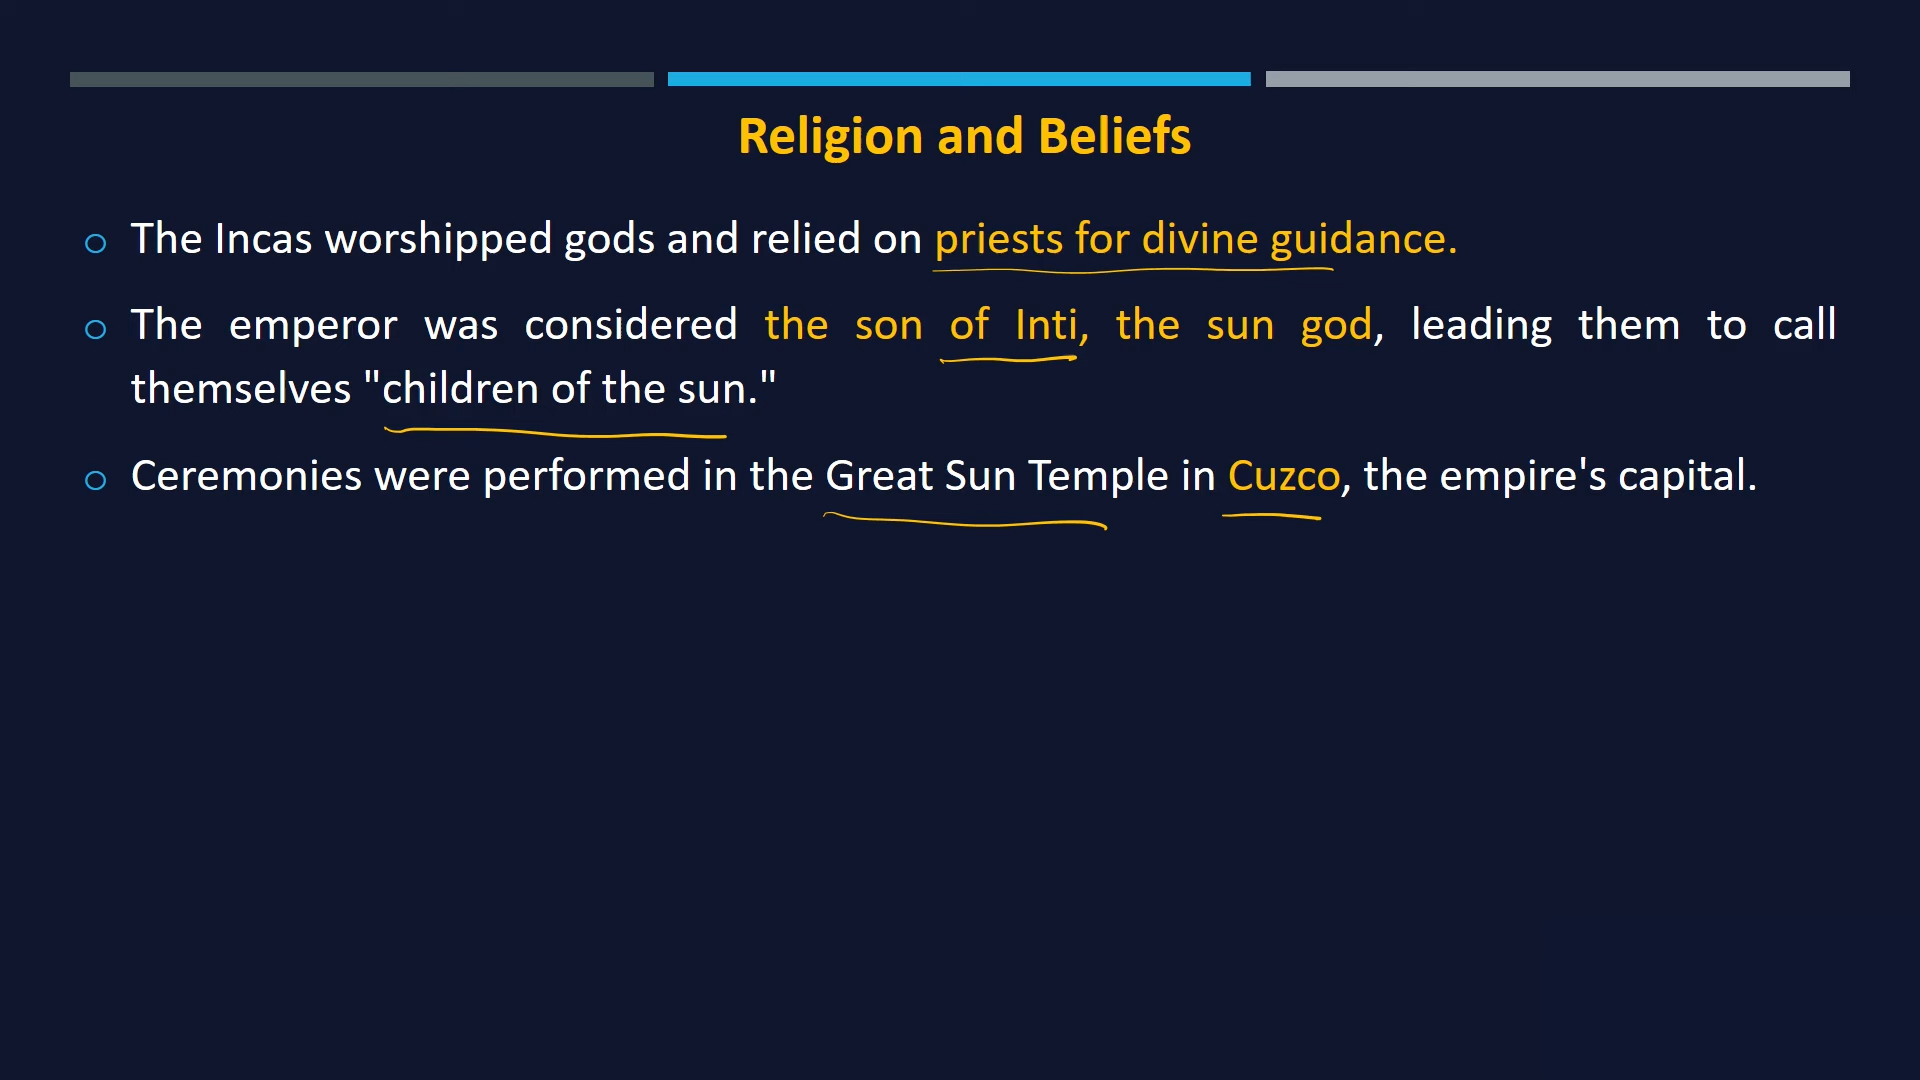 Religion and Beliefs
The Incas worshipped gods and relied on priests for divine guidance.
The emperor was considered the son of Inti, the sun god, leading them to call
themselves "children of the sun."
Ceremonies were performed in the Great Sun Temple in Cuzco, the empire's capital.